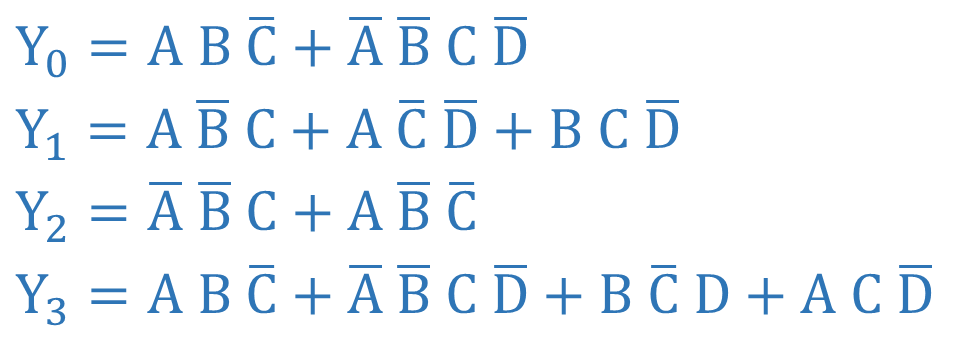 Y₀ = A B C̅ + A̅ B̅ C D̅
Y₁ = A B̅ C + A C̅ D̅ + B C D̅
Y₂ = A̅ B̅ C + A B̅ C̅
Y₃ = A B C̅ + A̅ B̅ C D̅ + B C̅ D + A C D̅